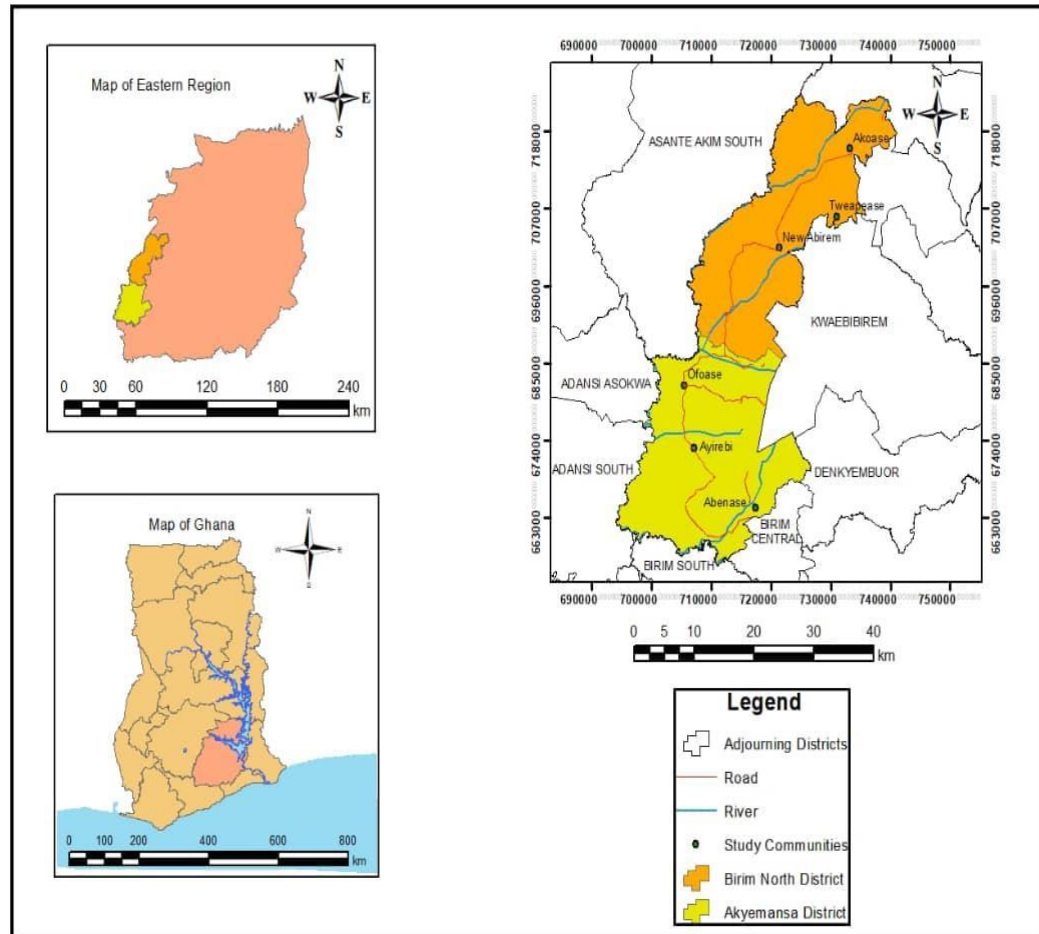 Map of Eastern Region
N
W E
S
0 30 60 120 180 240
km
Map of Ghana
N
W E
S
0 100 200 400 600 800
km
690000 700000 710000 720000 730000 740000 750000
N
W E
S
718000
707000
696000
685000
674000
663000
718000
707000
696000
685000
674000
663000
ASANTE AKIM SOUTH
Akoase
Tweapease
New Abirem
KWAEBIBIREM
ADANSI ASOKWA
Ofoase
ADANSI SOUTH
Ayirebi
DENKYEMBUOR
Abenase
BIRIM
CENTRAL
BIRIM SOUTH
690000 700000 710000 720000 730000 740000 750000
0 5 10 20 30 40
km
Legend
Adjourning Districts
Road
River
Study Communities
Birim North District
Akyemansa District